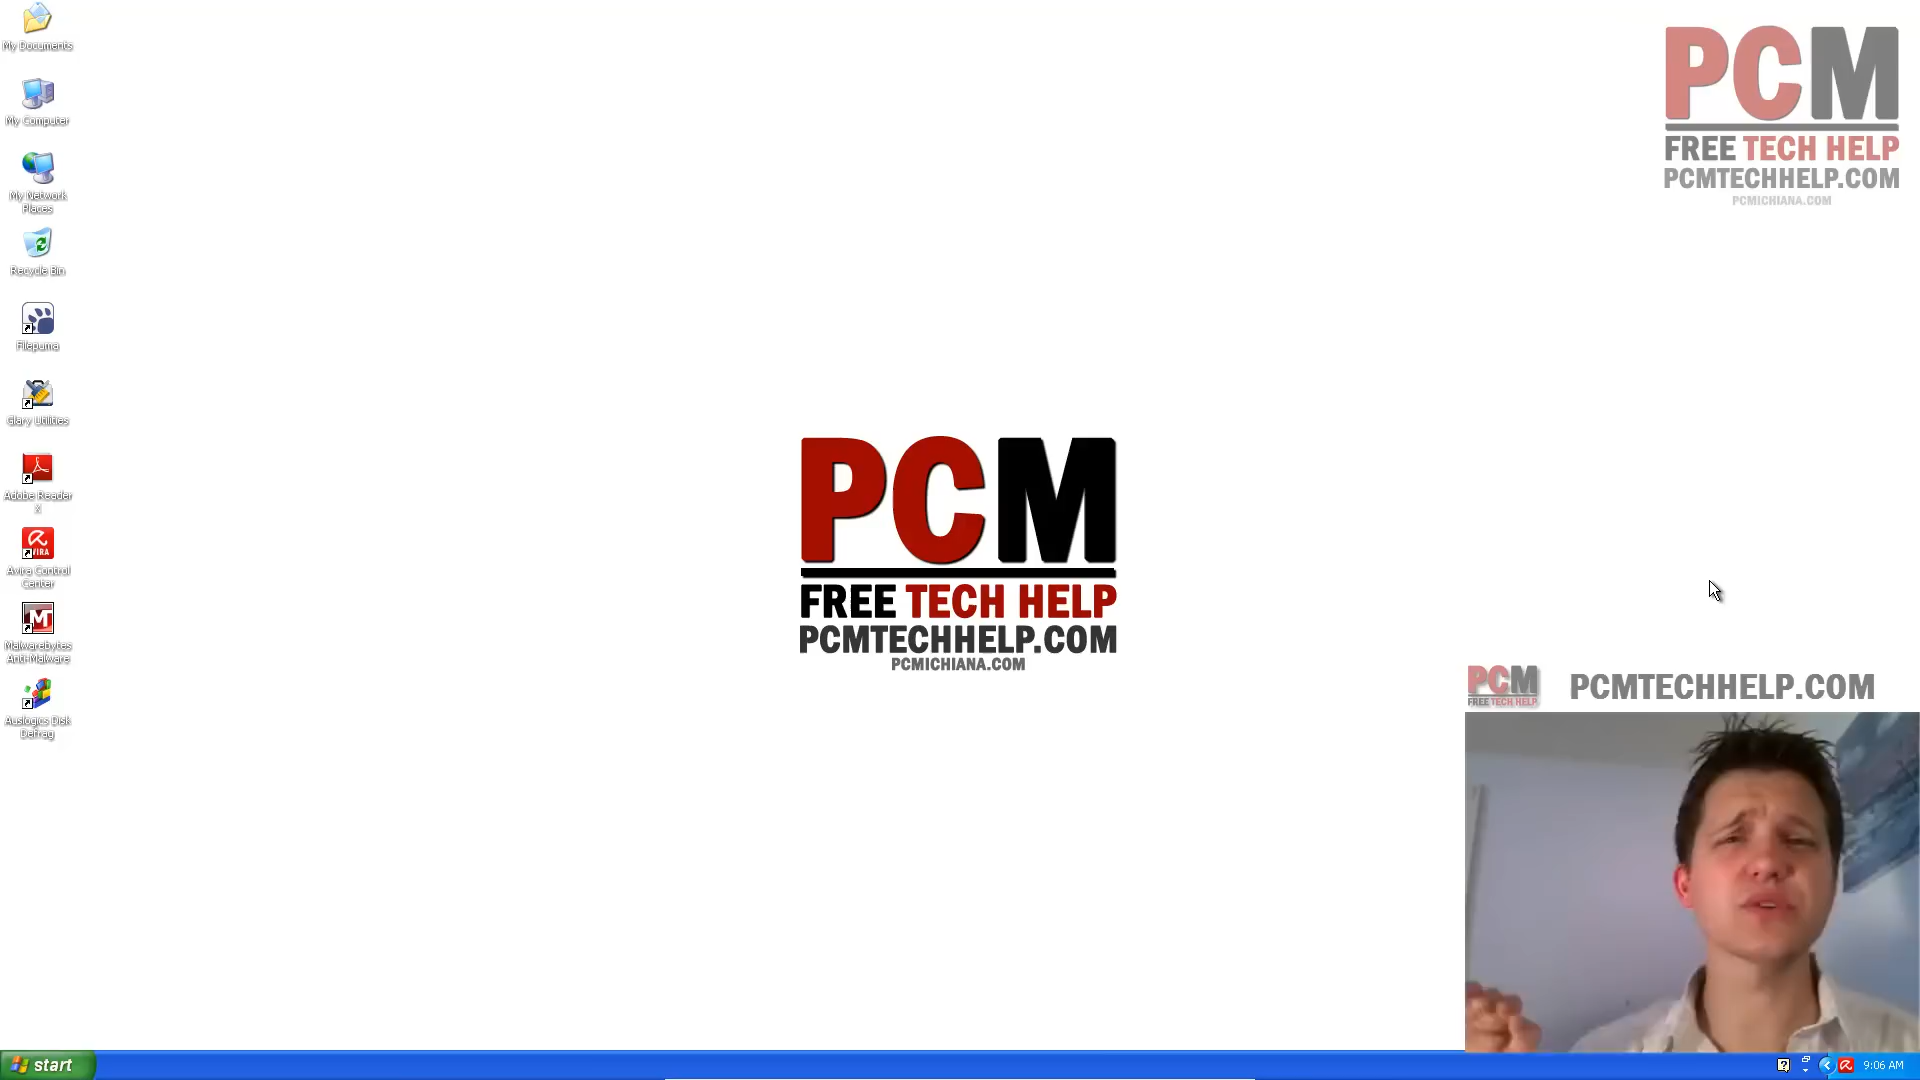 My Documents
My Computer
My Network
Places
Recycle Bin
Filepuma
Glary Utilities
Adobe Reader
X
AVIRA
Avira Control
Center
Malwarebytes
Anti-Malware
Auslogics Disk
Defrag
PCM
FREE TECH HELP
PCMTECHHELP.COM
PCMICHIANA.COM
PCM
FREE TECH HELP
PCMTECHHELP.COM
PCMICHIANA.COM
PCM
FREE TECH HELP
PCMTECHHELP.COM
start
9:06 AM